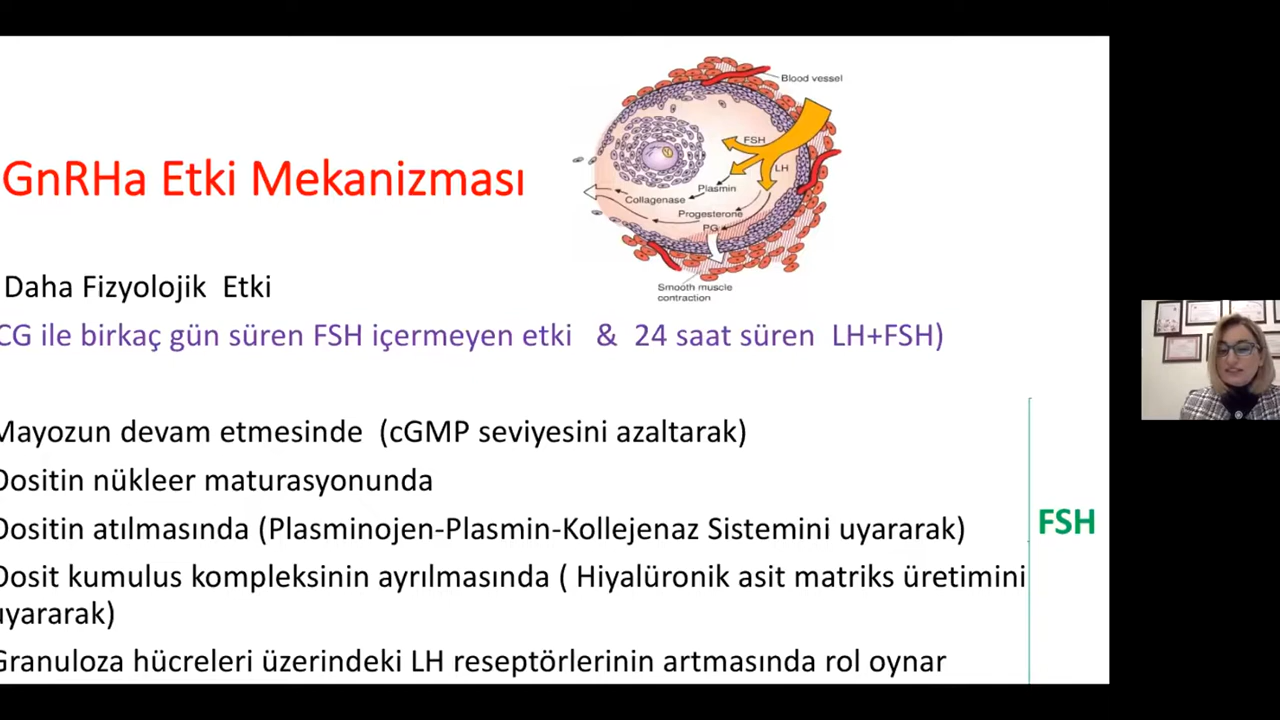 Blood vessel
FSH
LH
Plasmin
Collagenase
Progesterone
PG
Smooth muscle
contraction
GnRHa Etki Mekanizması
Daha Fizyolojik Etki
CG ile birkaç gün süren FSH içermeyen etki & 24 saat süren LH+FSH)
Mayozun devam etmesinde (cGMP seviyesini azaltarak)
Oositin nükleer maturasyonunda
Oositin atılmasında (Plasminojen-Plasmin-Kollejenaz Sistemini uyararak)
Oosit kumulus kompleksinin ayrılmasında ( Hiyalüronik asit matriks üretimini
uyararak)
Granuloza hücreleri üzerindeki LH reseptörlerinin artmasında rol oynar
FSH